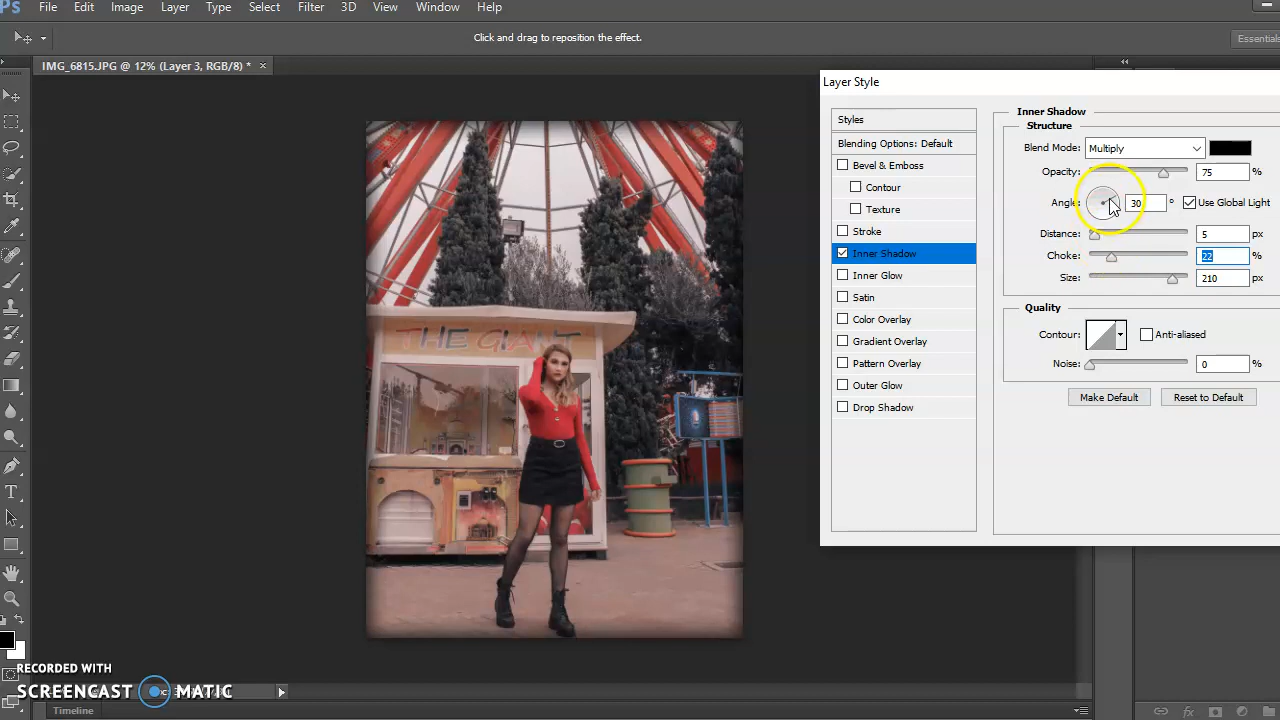 Ps File Edit Image Layer Type Select Filter 3D View Window Help
Click and drag to reposition the effect.
Essentials
IMG_6815.JPG @ 12% (Layer 3, RGB/8) * ×
Layer Style
Styles
Blending Options: Default
Bevel & Emboss
Contour
Texture
Stroke
Inner Shadow
Inner Glow
Satin
Color Overlay
Gradient Overlay
Pattern Overlay
Outer Glow
Drop Shadow
Inner Shadow
Structure
Blend Mode: Multiply
Opacity: 75 %
Angle: 30 ° Use Global Light
Distance: 5 px
Choke: 22 %
Size: 210 px
Quality
Contour: Anti-aliased
Noise: 0 %
Make Default Reset to Default
THE GIANT
RECORDED WITH
SCREENCAST MATIC
Timeline
fx